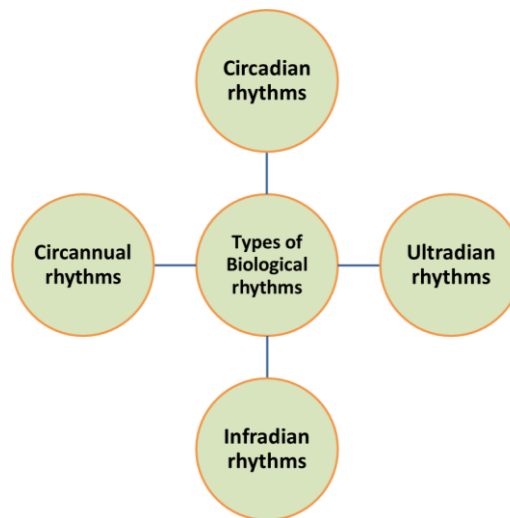 Circadian
rhythms
Circannual
rhythms
Types of
Biological
rhythms
Ultradian
rhythms
Infradian
rhythms